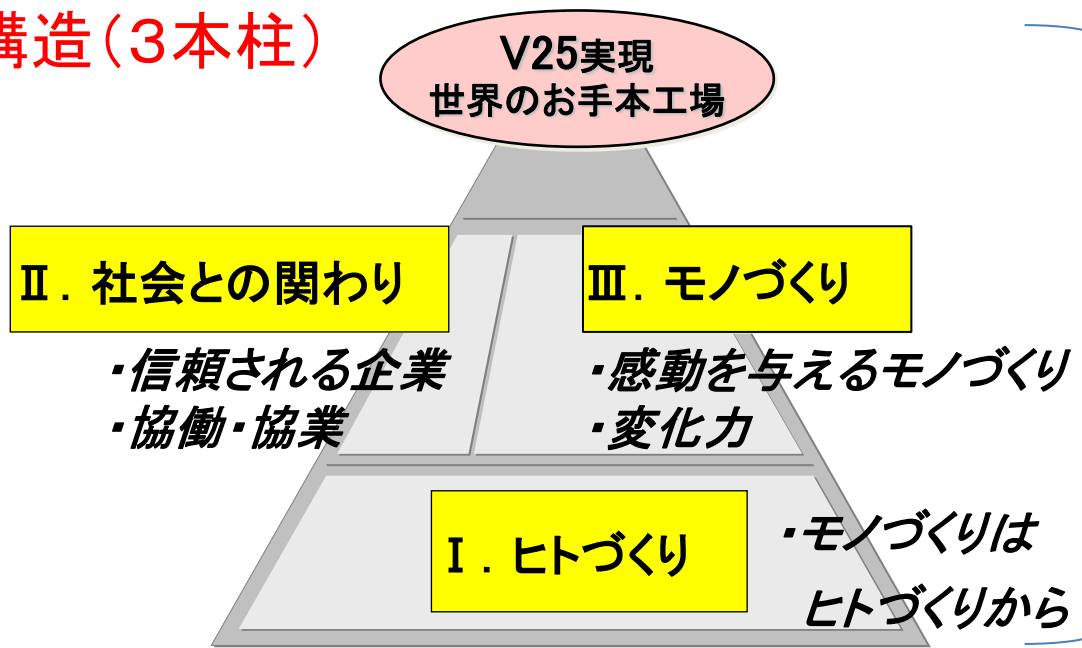 構造（３本柱）
V25実現
世界のお手本工場
Ⅱ．社会との関わり
・信頼される企業
・協働・協業
Ⅲ．モノづくり
・感動を与えるモノづくり
・変化力
Ⅰ．ヒトづくり
・モノづくりは
ヒトづくりから